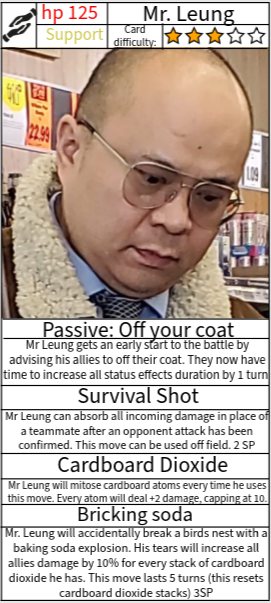 hp 125
Mr. Leung
Support
Card
difficulty:
22.99
1.09
Passive: Off your coat
Mr Leung gets an early start to the battle by
advising his allies to off their coat. They now have
time to increase all status effects duration by 1 turn
Survival Shot
Mr Leung can absorb all incoming damage in place of
a teammate after an opponent attack has been
confirmed. This move can be used off field. 2 SP
Cardboard Dioxide
Mr Leung will mitose cardboard atoms every time he uses
this move. Every atom will deal +2 damage, capping at 10.
Bricking soda
Mr. Leung will accidentally break a birds nest with a
baking soda explosion. His tears will increase all
allies damage by 10% for every stack of cardboard
dioxide he has. This move lasts 5 turns (this resets
cardboard dioxide stacks) 3SP